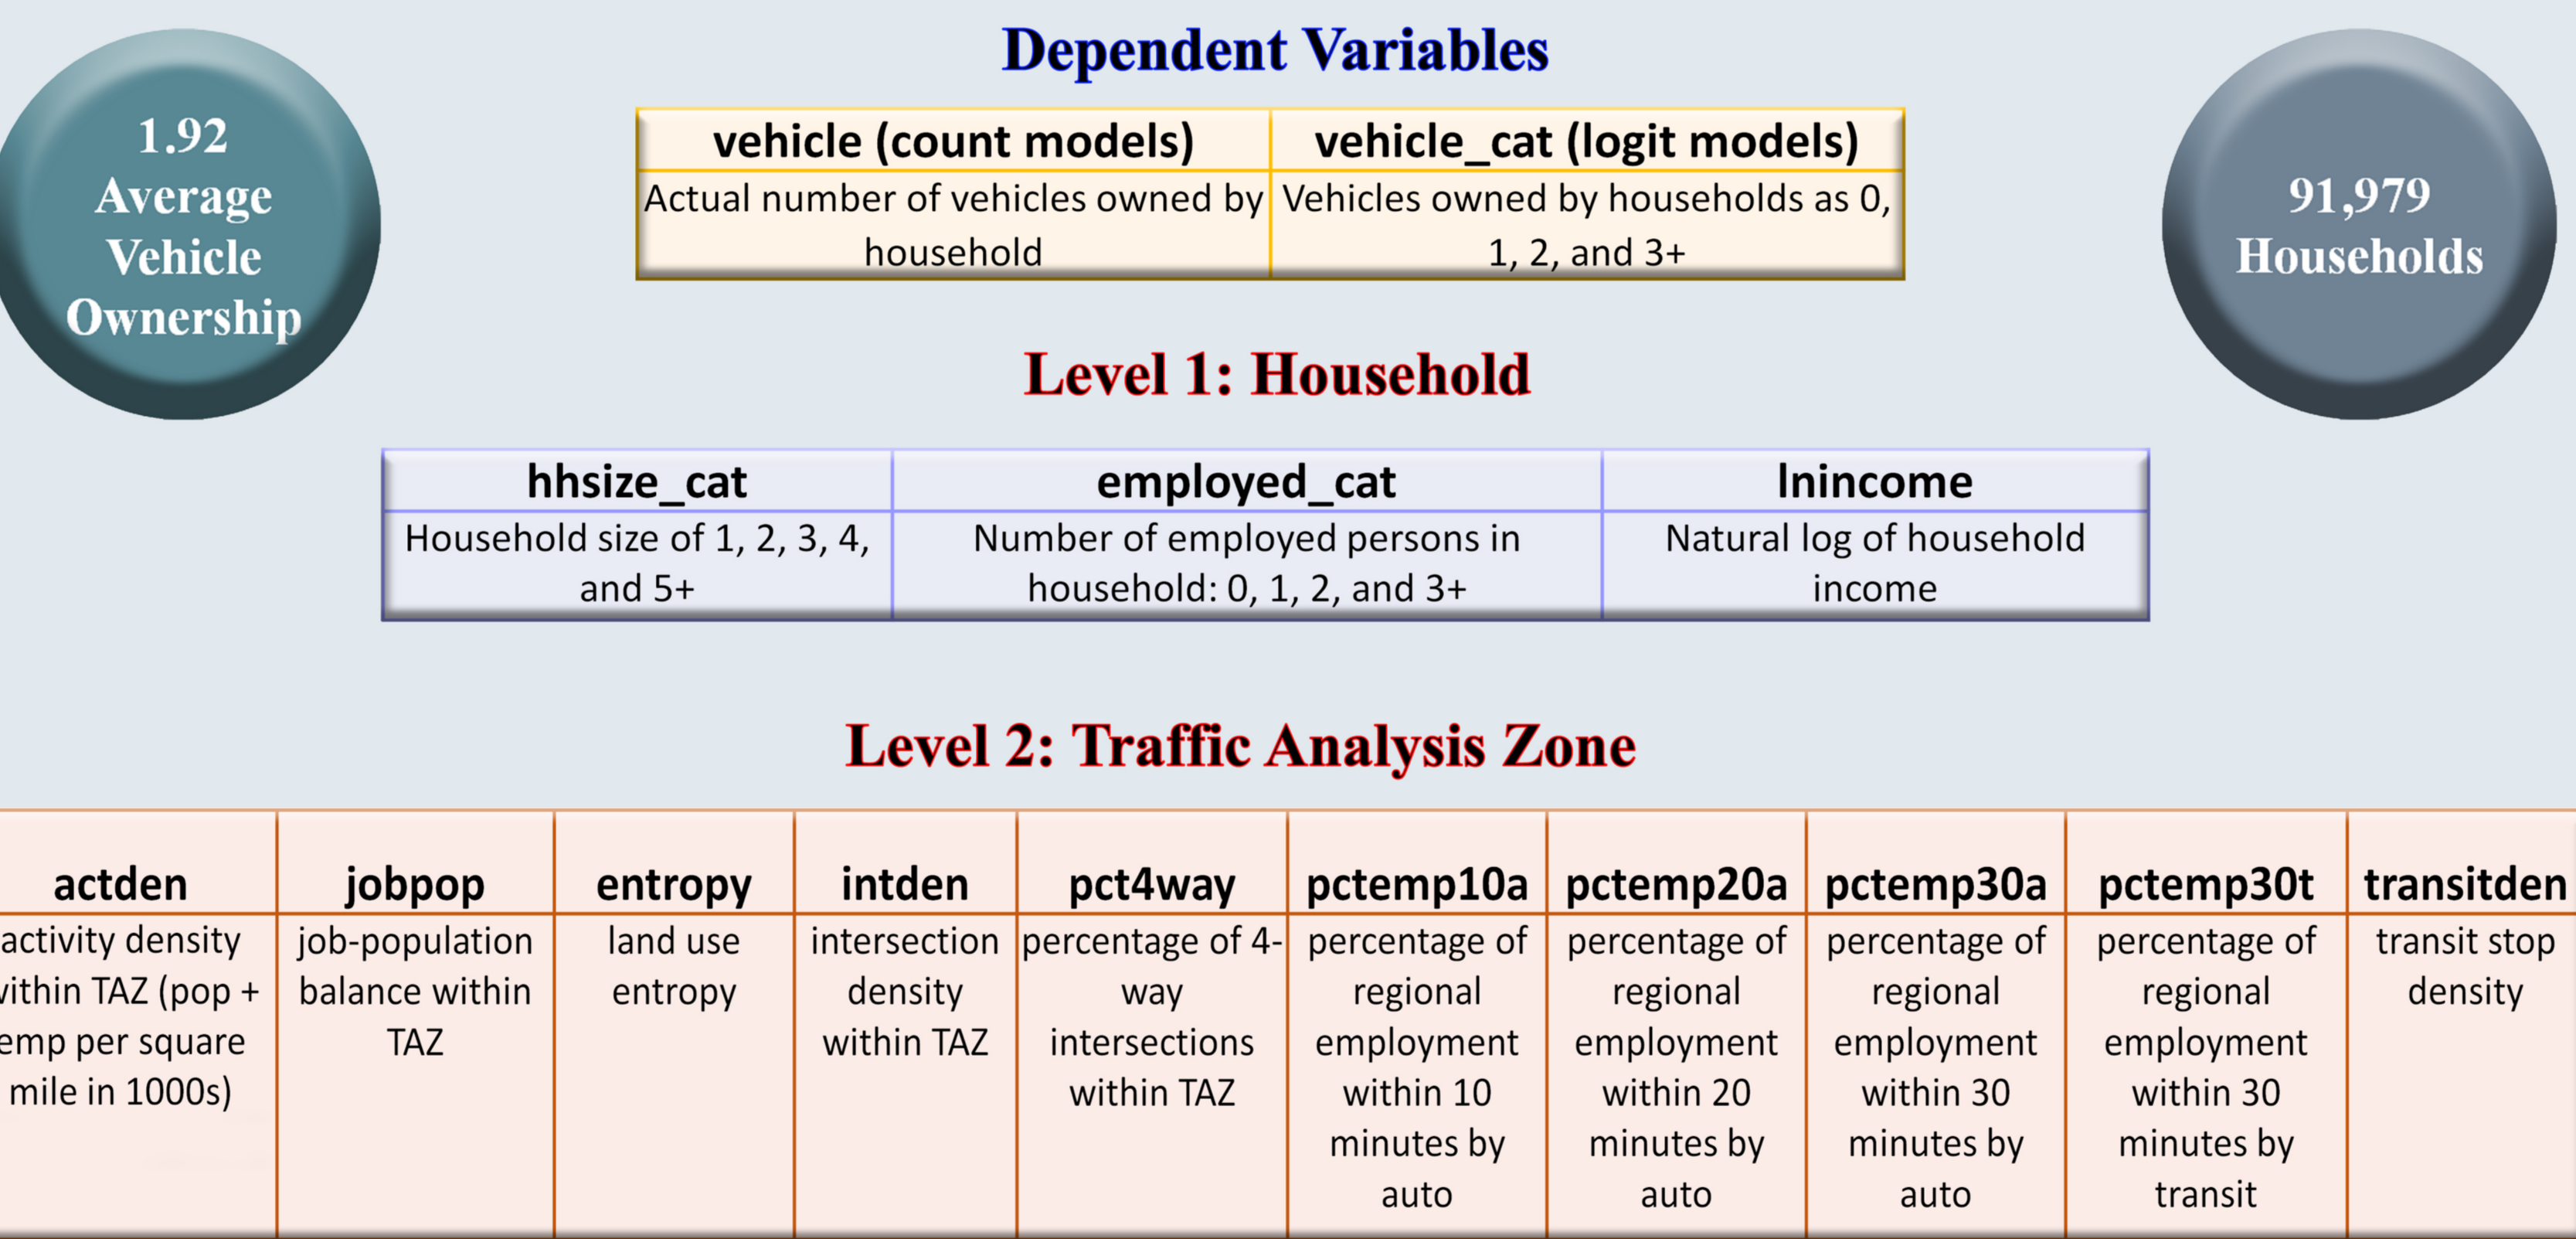 Dependent Variables
1.92
Average
Vehicle
Ownership
vehicle (count models)
Actual number of vehicles owned by
household
vehicle_cat (logit models)
Vehicles owned by households as 0,
1, 2, and 3+
91,979
Households
Level 1: Household
hhsize_cat
Household size of 1, 2, 3, 4,
and 5+
employed_cat
Number of employed persons in
household: 0, 1, 2, and 3+
lnincome
Natural log of household
income
Level 2: Traffic Analysis Zone
actden
activity density
within TAZ (pop +
emp per square
mile in 1000s)
jobpop
job-population
balance within
TAZ
entropy
land use
entropy
intden
intersection
density
within TAZ
pct4way
percentage of 4-
way
intersections
within TAZ
pctemp10a
percentage of
regional
employment
within 10
minutes by
auto
pctemp20a
percentage of
regional
employment
within 20
minutes by
auto
pctemp30a
percentage of
regional
employment
within 30
minutes by
auto
pctemp30t
percentage of
regional
employment
within 30
minutes by
transit
transitden
transit stop
density